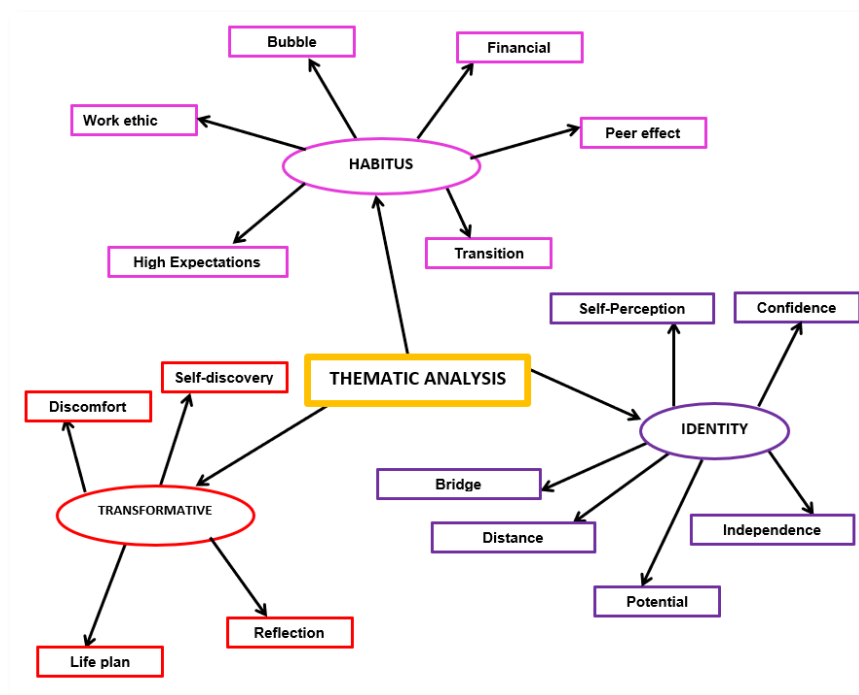 Bubble
Financial
Work ethic
Peer effect
HABITUS
High Expectations
Transition
Self-Perception
Confidence
THEMATIC ANALYSIS
Self-discovery
Discomfort
IDENTITY
Bridge
Distance
Independence
Potential
TRANSFORMATIVE
Reflection
Life plan